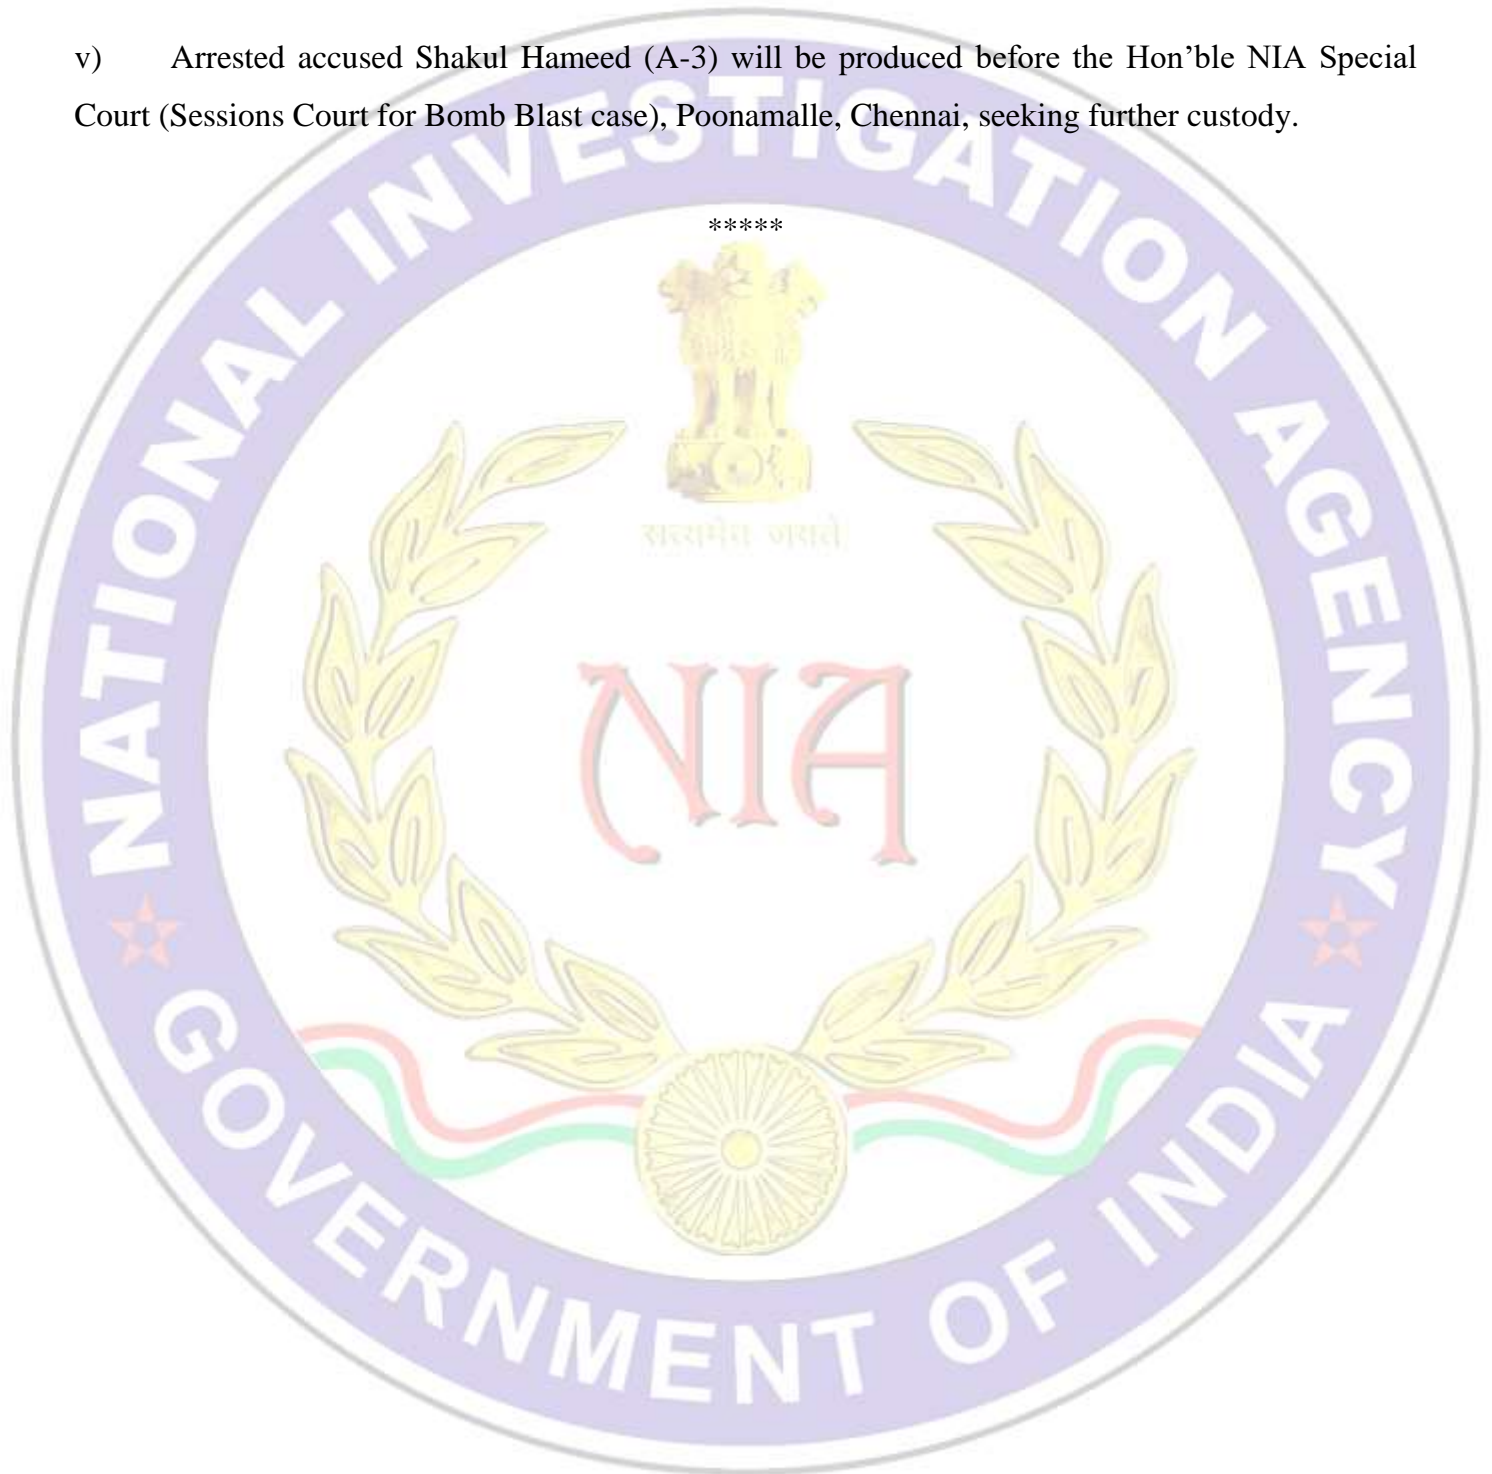 v) Arrested accused Shakul Hameed (A-3) will be produced before the Hon’ble NIA Special
Court (Sessions Court for Bomb Blast case), Poonamalle, Chennai, seeking further custody.
*****
NATIONAL INVESTIGATION AGENCY
सत्यमेव जयते
NIA
GOVERNMENT OF INDIA